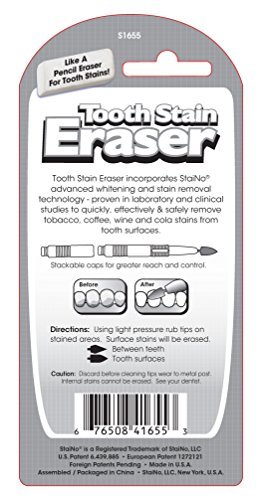 S1655
Like A
Pencil Eraser
For Tooth Stains!
Tooth Stain
Eraser
Tooth Stain Eraser incorporates StaiNo®
advanced whitening and stain removal
technology - proven in laboratory and clinical
studies to quickly, effectively & safely remove
tobacco, coffee, wine and cola stains from
tooth surfaces.
Stackable caps for greater reach and control.
Before
After
Directions: Using light pressure rub tips on
stained areas. Surface stains will be erased.
Between teeth
Tooth surfaces
Caution: Discard before cleaning tips wear to metal post.
Internal stains cannot be erased. See your dentist.
6 76508 41655 3
StaiNo® is a Registered Trademark of StaiNo, LLC
U.S. Patent 6,439,885 • European Patent 1272121
Foreign Patents Pending • Made in U.S.A.
Assembled / Packaged in China • StaiNo, LLC, New York, U.S.A.